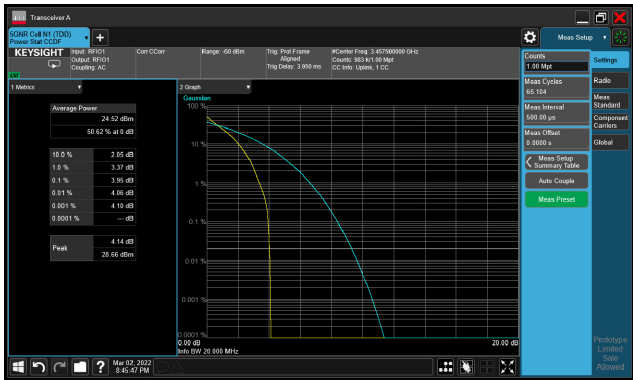 Transceiver A
5GNR Cell N1 (TDD)
Power Stat CCDF
Meas Setup
KEYSIGHT
Input: RFIO1
Output: RFIO1
Coupling: AC
Corr CCorr
Range: -60 dBm
Trig: Prot Frame
Aligned
Trig Delay: 3.950 ms
#Center Freq: 3.457500000 GHz
Counts: 983 k/1.00 Mpt
CC Info: Uplink, 1 CC
1 Metrics
Average Power
24.52 dBm
50.62 % at 0 dB
10.0 % 2.05 dB
1.0 % 3.37 dB
0.1 % 3.95 dB
0.01 % 4.06 dB
0.001 % 4.10 dB
0.0001 % --- dB
Peak
4.14 dB
28.66 dBm
2 Graph
Gaussian
100 %
10 %
1 %
0.1 %
0.01 %
0.001 %
0.0001 %
0.00 dB
20.00 dB
Info BW 20.000 MHz
Counts
1.00 Mpt
Meas Cycles
65.104
Meas Interval
500.00 µs
Meas Offset
0.0000 s
Meas Setup
Summary Table
Auto Couple
Meas Preset
Settings
Radio
Meas
Standard
Component
Carriers
Global
Prototype
Limited
Sale
Allowed
?
Mar 02, 2022
8:45:47 PM